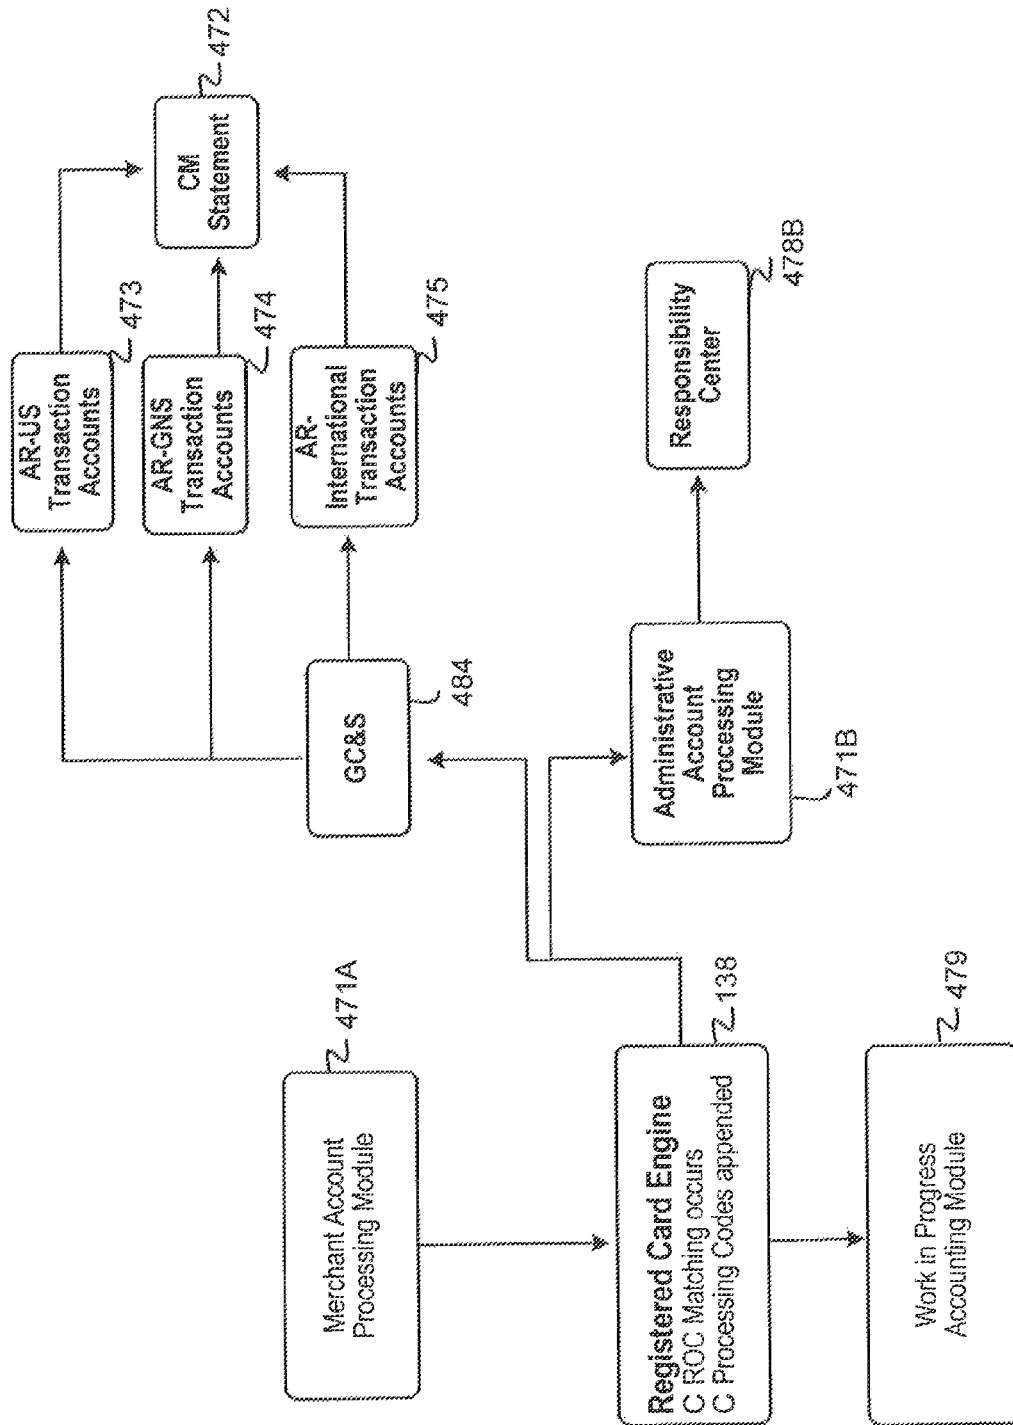 Merchant Account
Processing Module
471A
Registered Card Engine
C ROC Matching occurs
C Processing Codes appended
138
Work in Progress
Accounting Module
479
GC&S
484
Administrative
Account
Processing
Module
471B
AR-US
Transaction
Accounts
473
AR-GNS
Transaction
Accounts
474
AR-
International
Transaction
Accounts
475
CM
Statement
472
Responsibility
Center
478B